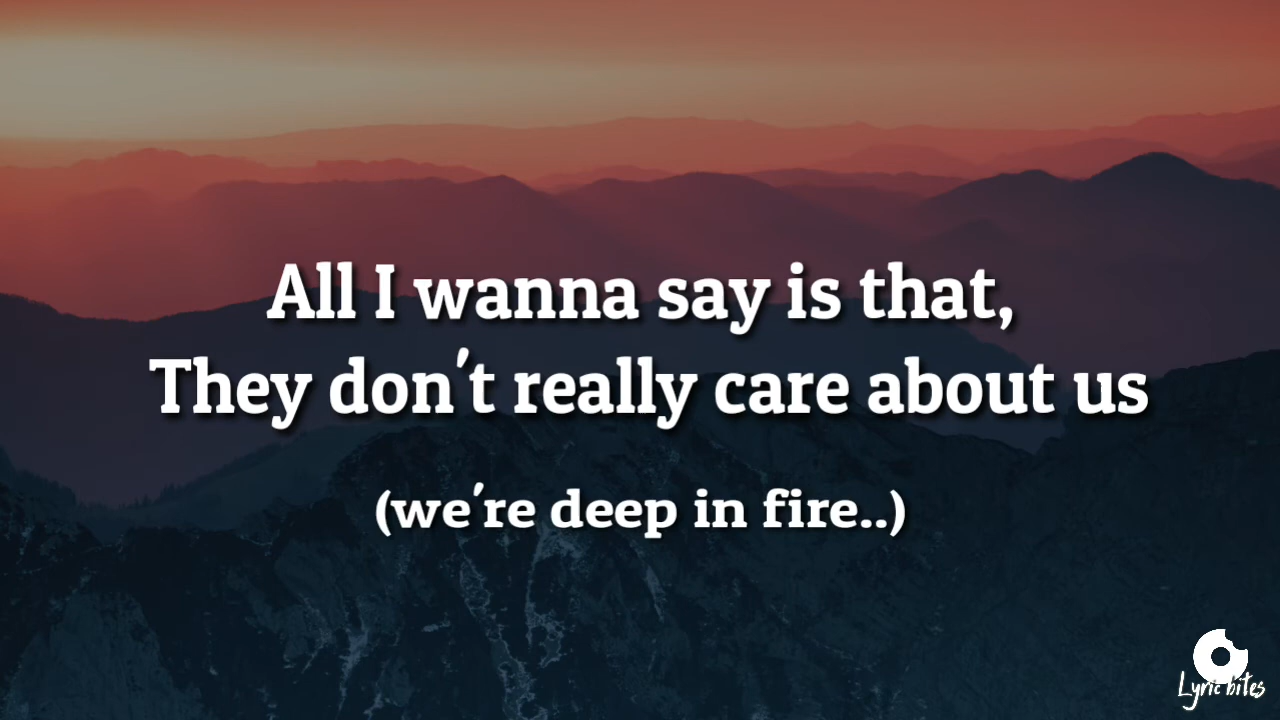 All I wanna say is that,
They don't really care about us
(we're deep in fire..)
Lyric bites